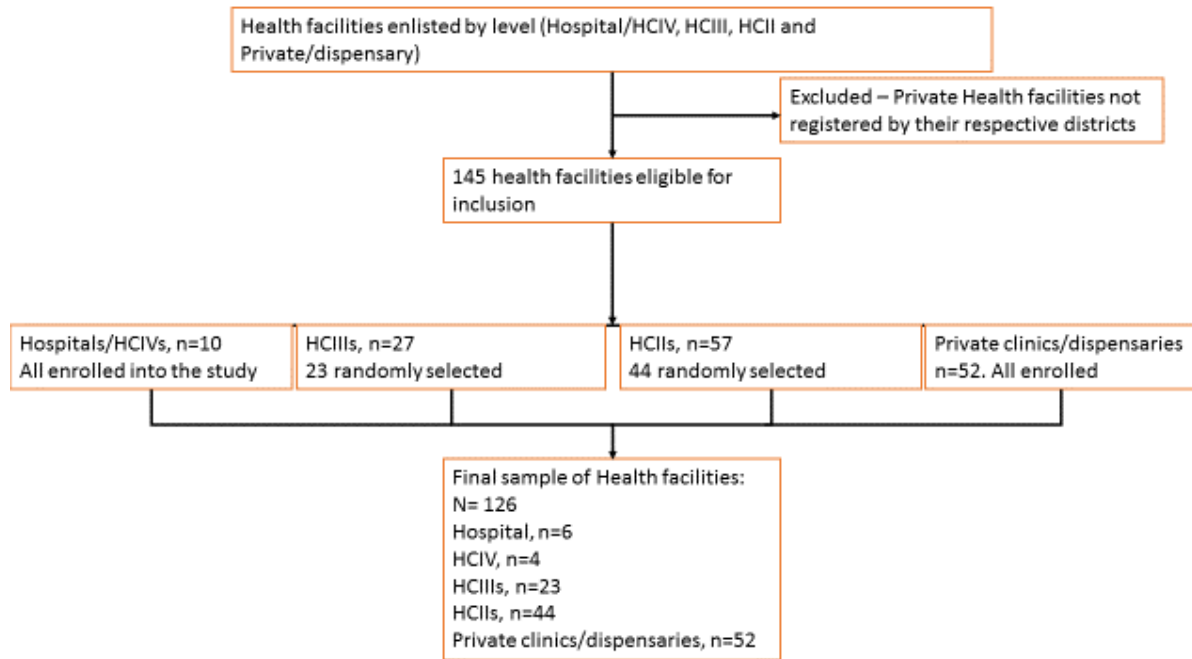 Health facilities enlisted by level (Hospital/HCIV, HCIII, HCII and
Private/dispensary)
Excluded – Private Health facilities not
registered by their respective districts
145 health facilities eligible for
inclusion
Hospitals/HCIVs, n=10
All enrolled into the study
HCIIIs, n=27
23 randomly selected
HCIIs, n=57
44 randomly selected
Private clinics/dispensaries
n=52. All enrolled
Final sample of Health facilities:
N= 126
Hospital, n=6
HCIV, n=4
HCIIIs, n=23
HCIIs, n=44
Private clinics/dispensaries, n=52